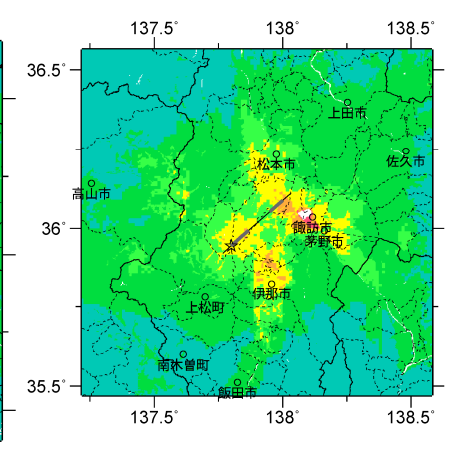 137.5° 138° 138.5°
36.5°
上田市
松本市
佐久市
高山市
36°
諏訪市
茅野市
伊那市
上松町
南木曽町
35.5°
飯田市
137.5° 138° 138.5°